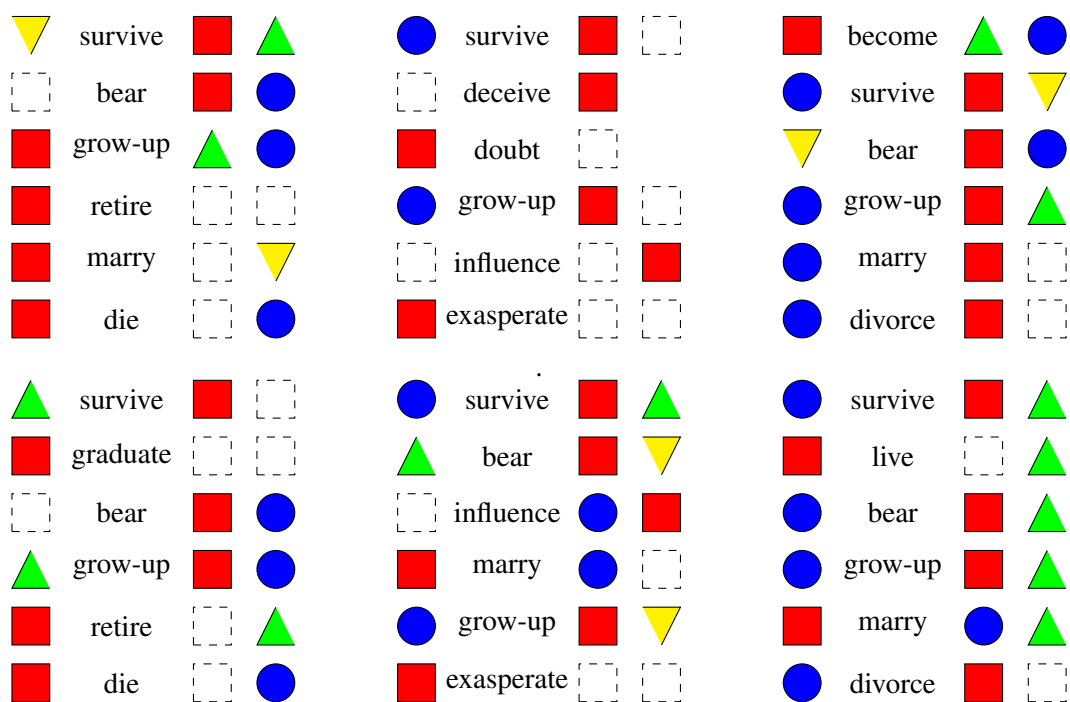 survive survive become
bear deceive survive
grow-up doubt bear
retire grow-up grow-up
marry influence marry
die exasperate divorce
.
survive survive survive
graduate bear live
bear influence bear
grow-up marry grow-up
retire grow-up marry
die exasperate divorce